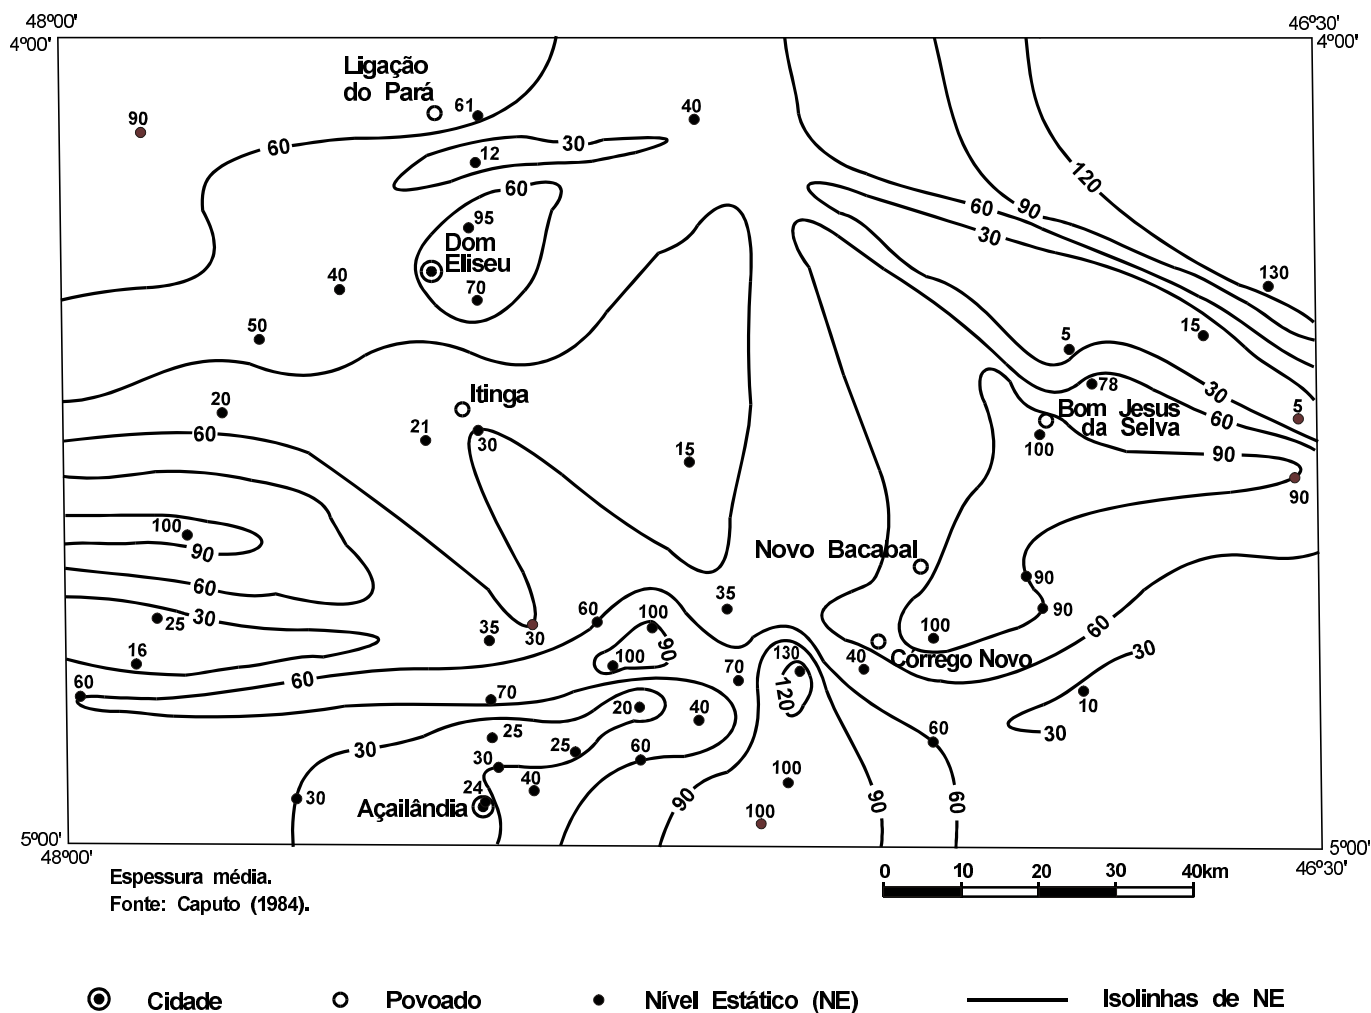 48º00'
46º30'
4º00'
4º00'
Ligação
do Pará
61
40
90
60
30
12
120
60
95
60
90
30
Dom
Eliseu
130
40
70
50
15
5
78
30
Itinga
20
5
Bom Jesus
da Selva
60
60
21
30
100
15
90
90
100
90
Novo Bacabal
60
90
30
25
35
60
100
90
60
35
30
100
90
16
100
130
40
Córrego Novo
30
60
60
70
120
70
20
40
10
30
25
25
60
60
30
30
100
24
40
30
90
90
60
Açailândia
100
5º00'
5º00'
48º00'
46º30'
0 10 20 30 40km
Espessura média.
Fonte: Caputo (1984).
Cidade
Povoado
Nível Estático (NE)
Isolinhas de NE